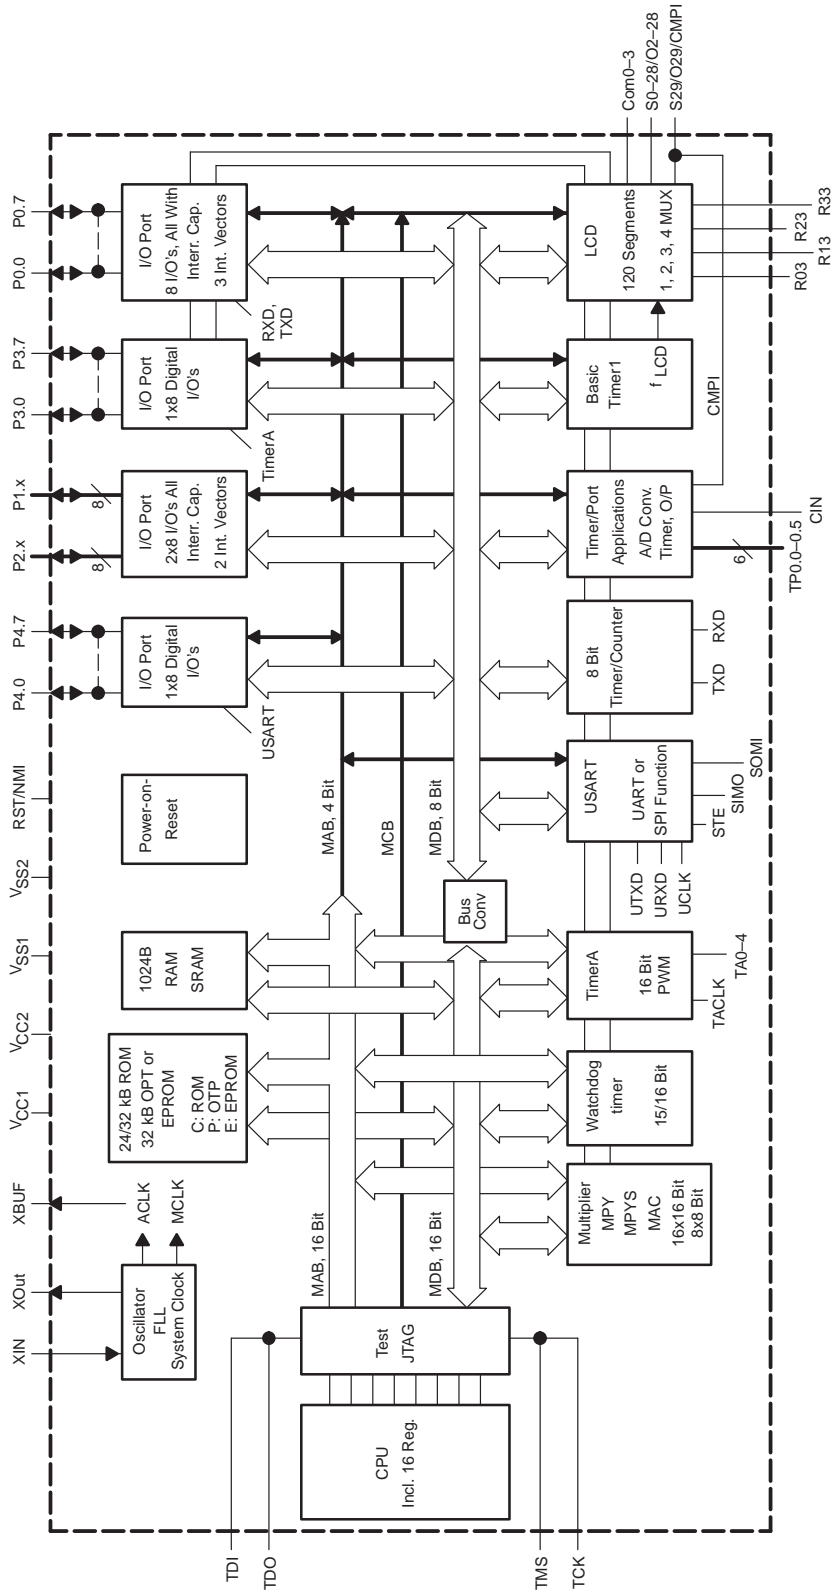 XIN
XOut
XBUF
VCC1
VCC2
VSS1
VSS2
RST/NMI
P4.0
P4.7
P2.x
P1.x
P3.0
P3.7
P0.0
P0.7
8
8
Oscillator
FLL
System Clock
ACLK
MCLK
24/32 kB ROM
32 kB OPT or
EPROM
C: ROM
P: OTP
E: EPROM
1024B
RAM
SRAM
Power-on-
Reset
I/O Port
1x8 Digital
I/O's
USART
I/O Port
2x8 I/O's All
Interr. Cap.
2 Int. Vectors
I/O Port
1x8 Digital
I/O's
TimerA
I/O Port
8 I/O's, All With
Interr. Cap.
3 Int. Vectors
RXD,
TXD
TDI
TDO
TMS
TCK
CPU
Incl. 16 Reg.
Test
JTAG
MAB, 16 Bit
MAB, 4 Bit
MCB
MDB, 16 Bit
MDB, 8 Bit
Bus
Conv
Multiplier
MPY
MPYS
MAC
16x16 Bit
8x8 Bit
Watchdog
timer
15/16 Bit
TimerA
16 Bit
PWM
TACLK
TA0–4
USART
UART or
SPI Function
UTXD
URXD
UCLK
STE
SIMO
SOMI
8 Bit
Timer/Counter
TXD
RXD
Timer/Port
Applications
A/D Conv.
Timer, O/P
6
TP0.0–0.5
CIN
CMPI
Basic
Timer1
f LCD
LCD
120 Segments
1, 2, 3, 4 MUX
Com0–3
S0–28/O2–28
S29/O29/CMPI
R03
R13
R23
R33